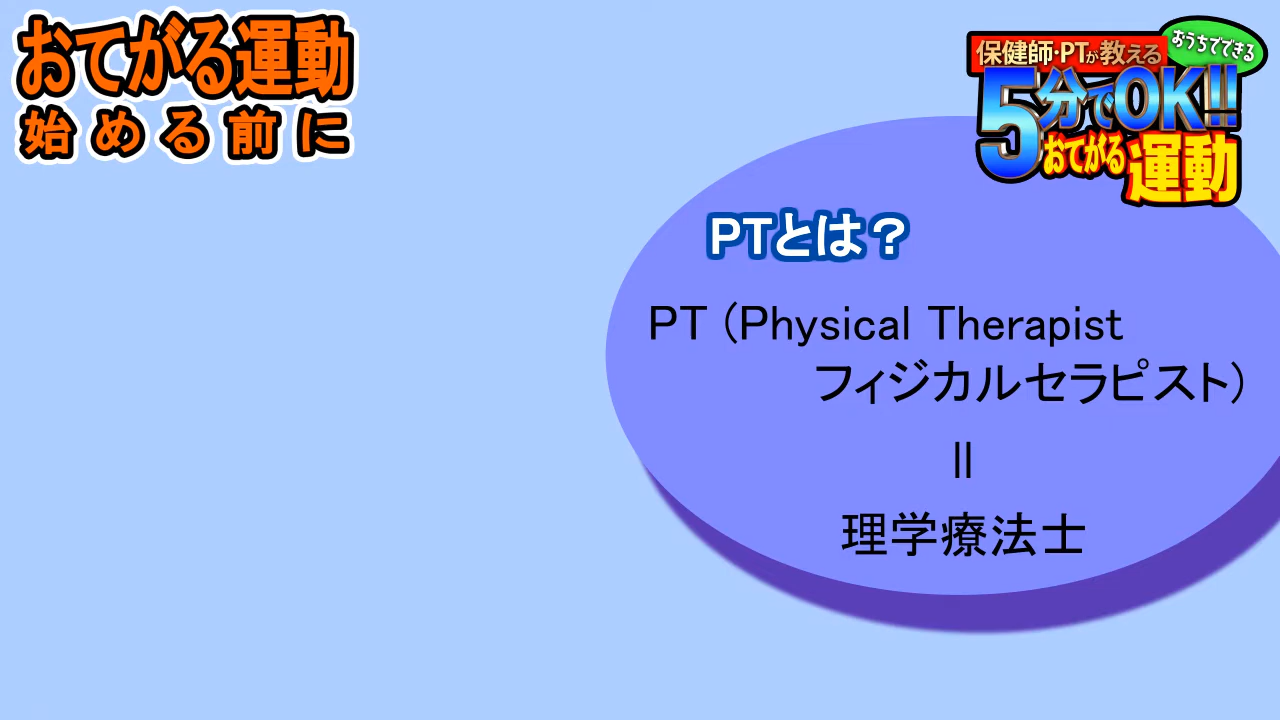 おてがる運動
始める前に
保健師・PTが教える
おうちでできる
5分でOK!!
おてがる運動
PTとは？
PT（Physical Therapist
フィジカルセラピスト）
＝
理学療法士